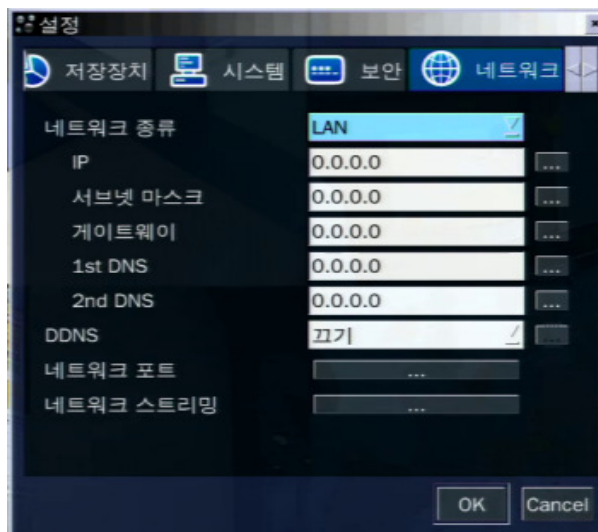 설정
저장장치 시스템 보안 네트워크
네트워크 종류 LAN
IP 0.0.0.0 ...
서브넷 마스크 0.0.0.0 ...
게이트웨이 0.0.0.0 ...
1st DNS 0.0.0.0 ...
2nd DNS 0.0.0.0 ...
DDNS 끄기 ...
네트워크 포트 ...
네트워크 스트리밍 ...
OK Cancel